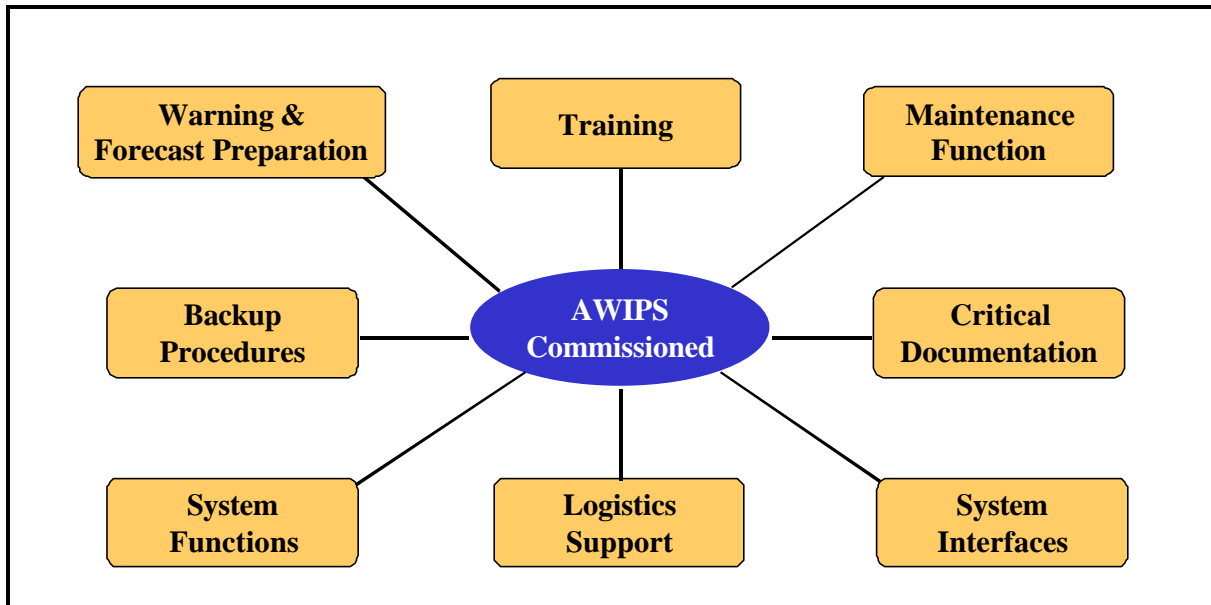 Warning &
Forecast Preparation
Training
Maintenance
Function
Backup
Procedures
AWIPS
Commissioned
Critical
Documentation
System
Functions
Logistics
Support
System
Interfaces